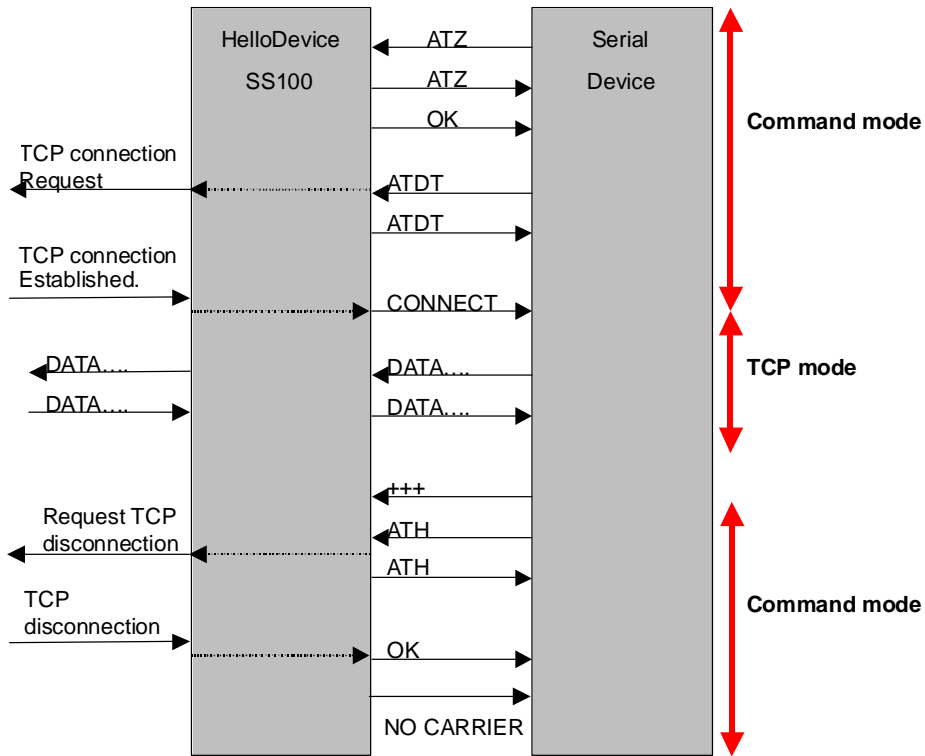 HelloDevice
SS100
Serial
Device
ATZ
ATZ
OK
Command mode
TCP connection
Request
ATDT
ATDT
TCP connection
Established.
CONNECT
DATA....
DATA....
TCP mode
DATA....
DATA....
+++
Request TCP
disconnection
ATH
ATH
TCP
disconnection
Command mode
OK
NO CARRIER